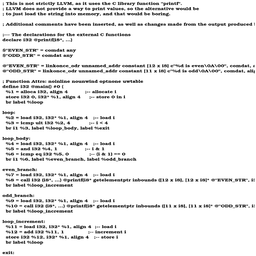 ; This is not strictly LLVM, as it uses the C library function "printf".
; LLVM does not provide a way to print values, so the alternative would be
; to just load the string into memory, and that would be boring.
; Additional comments have been inserted, as well as changes made from the output produced
;--- The declarations for the external C functions
declare i32 @printf(i8*, ...)
$"EVEN_STR" = comdat any
$"ODD_STR" = comdat any
@"EVEN_STR" = linkonce_odr unnamed_addr constant [12 x i8] c"%d is even\0A\00", comdat, a
@"ODD_STR" = linkonce_odr unnamed_addr constant [11 x i8] c"%d is odd\0A\00", comdat, alig
; Function Attrs: noinline nounwind optnone uwtable
define i32 @main() #0 {
%1 = alloca i32, align 4 ;-- allocate i
store i32 0, i32* %1, align 4 ;-- store 0 in i
br label %loop
loop:
%2 = load i32, i32* %1, align 4 ;-- load i
%3 = icmp ult i32 %2, 4 ;-- i < 4
br i1 %3, label %loop_body, label %exit
loop_body:
%4 = load i32, i32* %1, align 4 ;-- load i
%5 = and i32 %4, 1 ;-- i & 1
%6 = icmp eq i32 %5, 0 ;-- (i & 1) == 0
br i1 %6, label %even_branch, label %odd_branch
even_branch:
%7 = load i32, i32* %1, align 4 ;-- load i
%8 = call i32 (i8*, ...) @printf(i8* getelementptr inbounds ([12 x i8], [12 x i8]* @"EVEN_STR", i3
br label %loop_increment
odd_branch:
%9 = load i32, i32* %1, align 4 ;-- load i
%10 = call i32 (i8*, ...) @printf(i8* getelementptr inbounds ([11 x i8], [11 x i8]* @"ODD_STR", i3
br label %loop_increment
loop_increment:
%11 = load i32, i32* %1, align 4 ;-- load i
%12 = add i32 %11, 1 ;-- increment i
store i32 %12, i32* %1, align 4 ;-- store i
br label %loop
exit: